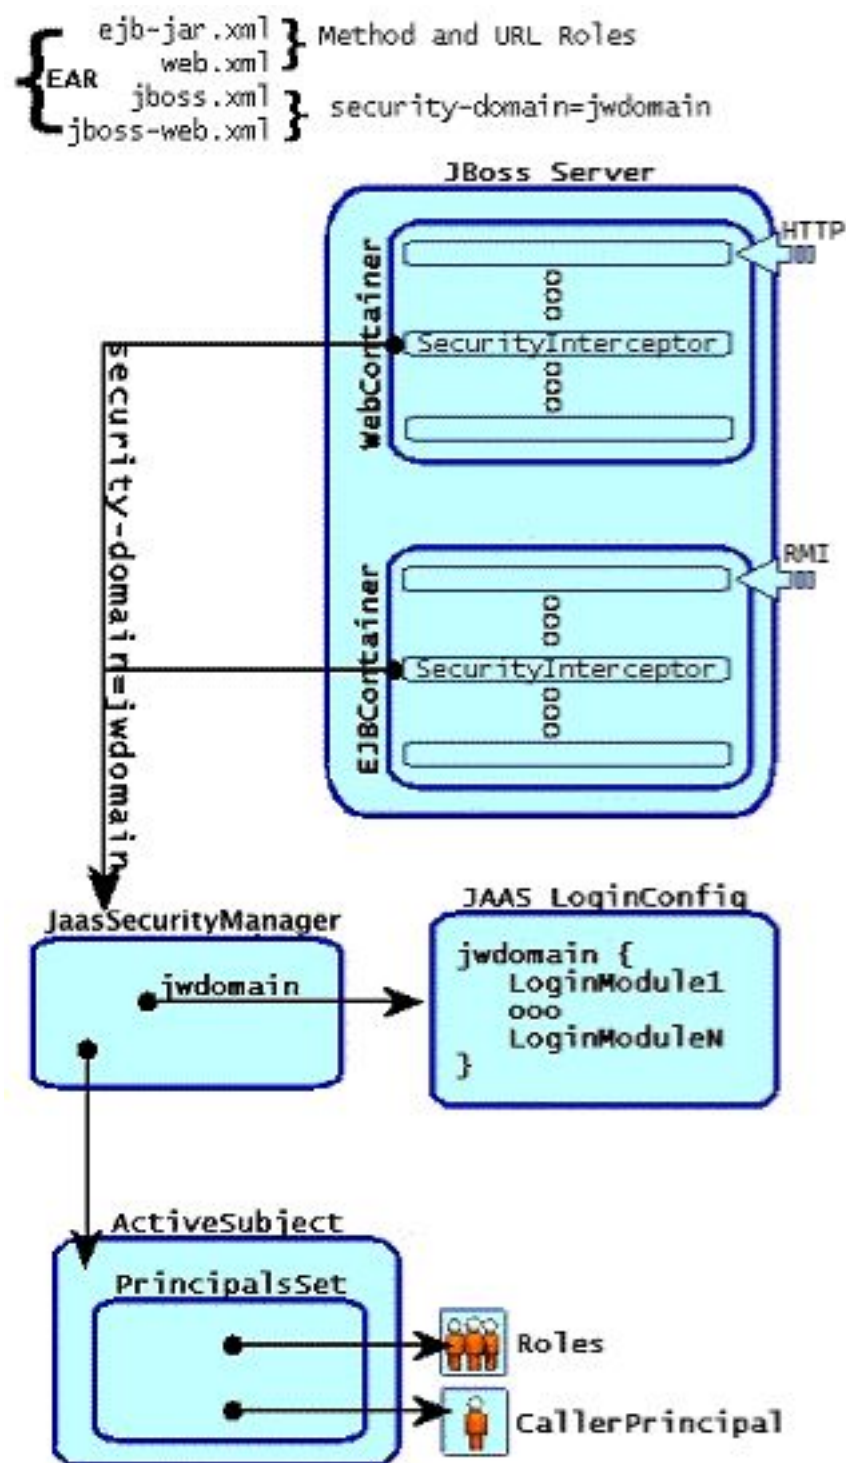 ejb-jar.xml
Method and URL Roles
web.xml
EAR
jboss.xml
security-domain=jwdomain
jboss-web.xml
JBoss Server
HTTP
WebContainer
SecurityInterceptor
security-domain=jwdomain
RMI
EJBContainer
SecurityInterceptor
JaasSecurityManager
jwdomain
JAAS LoginConfig
jwdomain {
LoginModule1
ooo
LoginModuleN
}
ActiveSubject
PrincipalsSet
Roles
CallerPrincipal